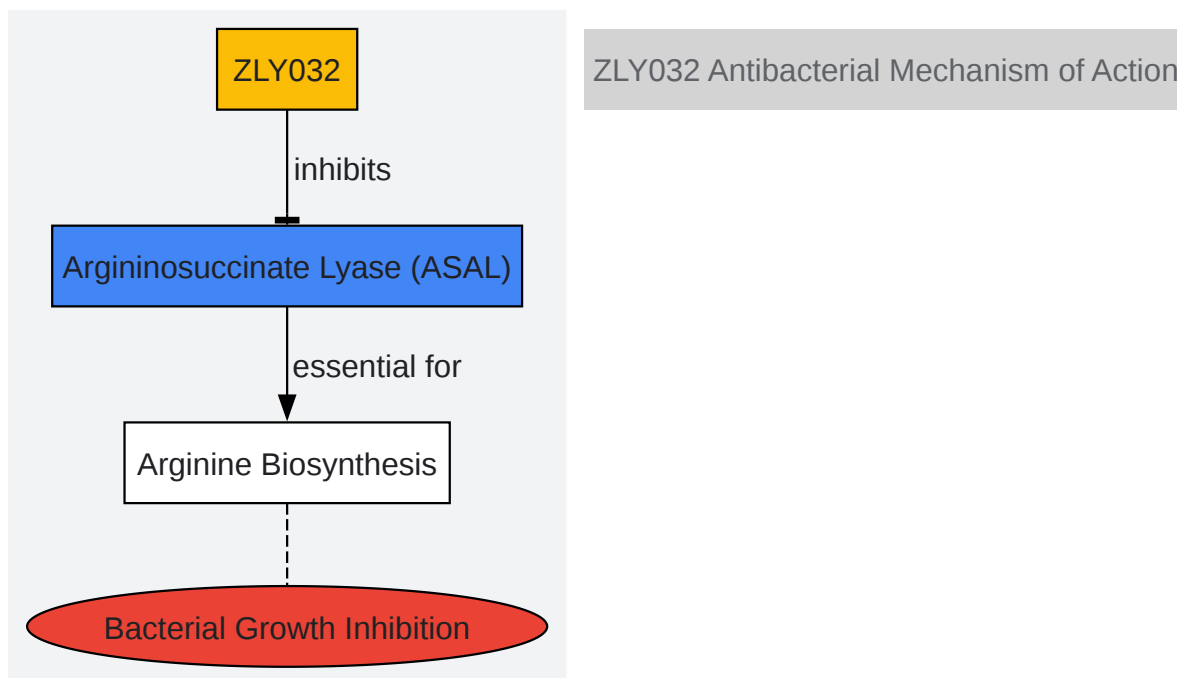 ZLY032
ZLY032 Antibacterial Mechanism of Action
inhibits
Argininosuccinate Lyase (ASAL)
essential for
Arginine Biosynthesis
Bacterial Growth Inhibition